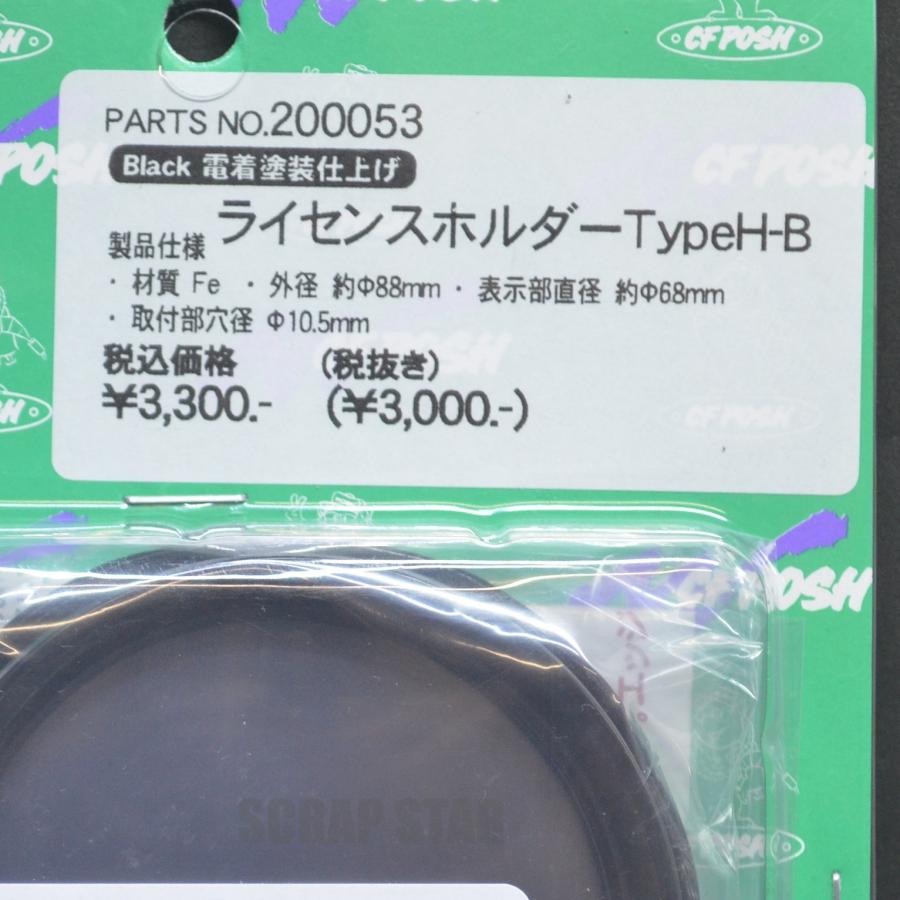 CF POSH
PARTS NO.200053
Black 電着塗装仕上げ
POSH
CF POSH
製品仕様 ライセンスホルダーTypeH-B
・材質 Fe ・外径 約Φ88mm ・表示部直径 約Φ68mm
・取付部穴径 Φ10.5mm
税込価格 (税抜き)
¥3,300.- (¥3,000.-)
CF POSH
CF POSH
エッジ
SCRAP STAR